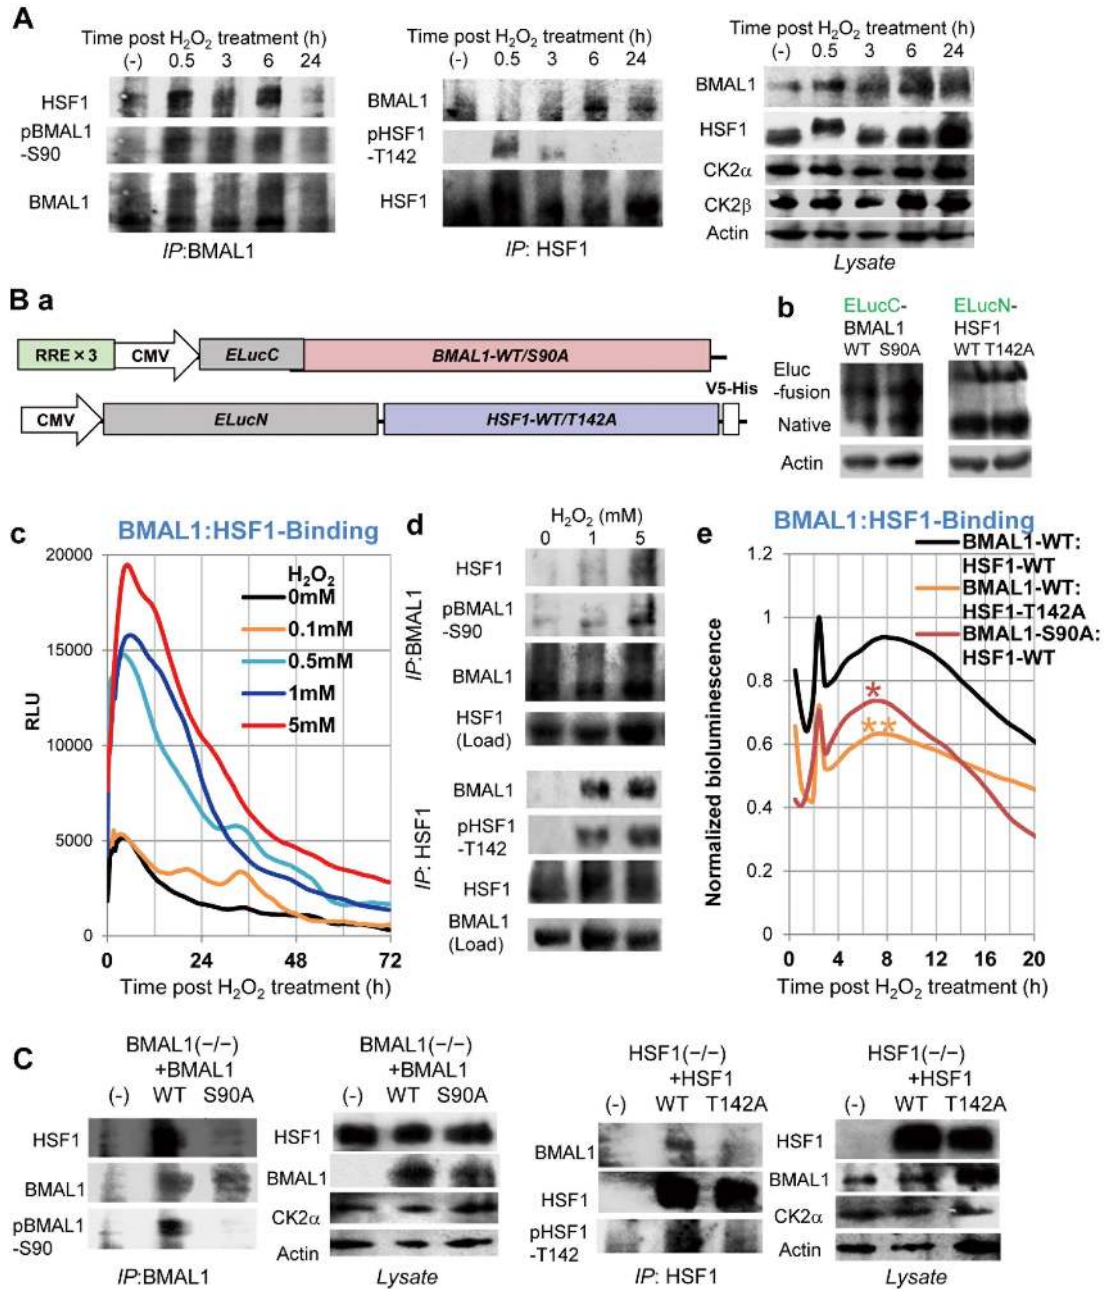 A
Time post H₂O₂ treatment (h)
(-) 0.5 3 6 24
HSF1
pBMAL1
-S90
BMAL1
IP:BMAL1
Time post H₂O₂ treatment (h)
(-) 0.5 3 6 24
BMAL1
pHSF1
-T142
HSF1
IP: HSF1
Time post H₂O₂ treatment (h)
(-) 0.5 3 6 24
BMAL1
HSF1
CK2α
CK2β
Actin
Lysate
B a
RRE×3 CMV ELucC BMAL1-WT/S90A
V5-His
CMV ELucN HSF1-WT/T142A
b
ELucC-
BMAL1
WT S90A
ELucN-
HSF1
WT T142A
Eluc
-fusion
Native
Actin
c
BMAL1:HSF1-Binding
20000
15000
10000
5000
0
RLU
H₂O₂
0mM
0.1mM
0.5mM
1mM
5mM
0 24 48 72
Time post H₂O₂ treatment (h)
d
H₂O₂ (mM)
0 1 5
IP:BMAL1
HSF1
pBMAL1
-S90
BMAL1
HSF1
(Load)
IP: HSF1
BMAL1
pHSF1
-T142
HSF1
BMAL1
(Load)
e
BMAL1:HSF1-Binding
BMAL1-WT:
HSF1-WT
BMAL1-WT:
HSF1-T142A
BMAL1-S90A:
HSF1-WT
Normalized bioluminescence
1.2
1
0.8
0.6
0.4
0.2
0
*
**
0 4 8 12 16 20
Time post H₂O₂ treatment (h)
C
BMAL1(−/−)
+BMAL1
(-) WT S90A
HSF1
BMAL1
pBMAL1
-S90
IP:BMAL1
BMAL1(−/−)
+BMAL1
(-) WT S90A
HSF1
BMAL1
CK2α
Actin
Lysate
HSF1(−/−)
+HSF1
(-) WT T142A
BMAL1
HSF1
pHSF1
-T142
IP: HSF1
HSF1(−/−)
+HSF1
(-) WT T142A
HSF1
BMAL1
CK2α
Actin
Lysate